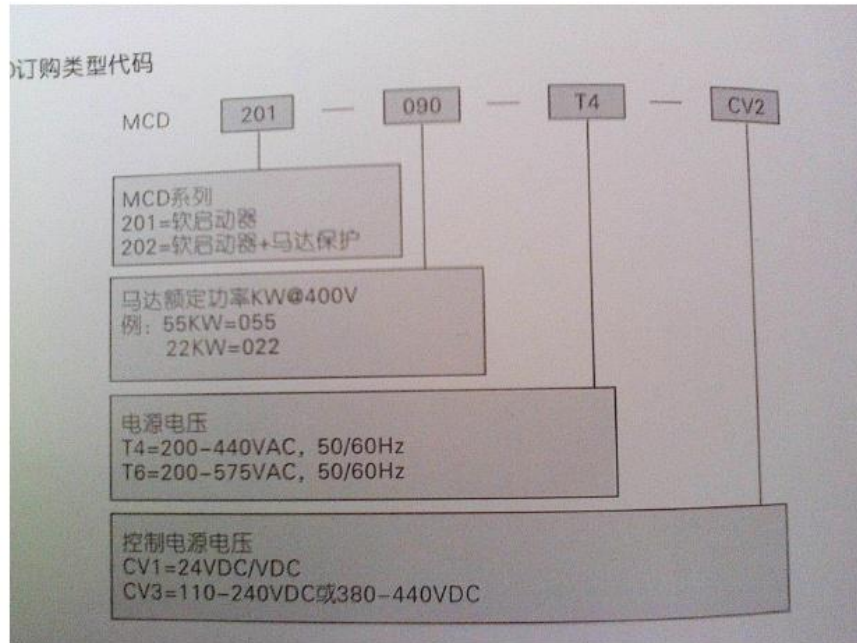 订购类型代码
MCD 201 — 090 — T4 — CV2
MCD系列
201=软启动器
202=软启动器+马达保护
马达额定功率KW@400V
例：55KW=055
22KW=022
电源电压
T4=200-440VAC，50/60Hz
T6=200-575VAC，50/60Hz
控制电源电压
CV1=24VDC/VDC
CV3=110-240VDC或380-440VDC